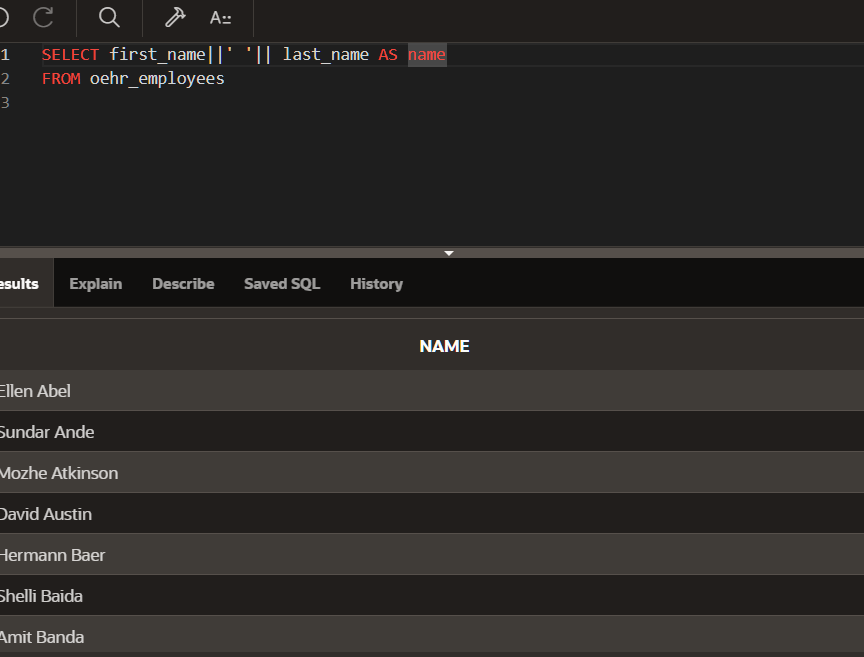 A
1 SELECT first_name||' '|| last_name AS name
2 FROM oehr_employees
3
esults Explain Describe Saved SQL History
NAME
Ellen Abel
Sundar Ande
Mozhe Atkinson
David Austin
Hermann Baer
Shelli Baida
Amit Banda